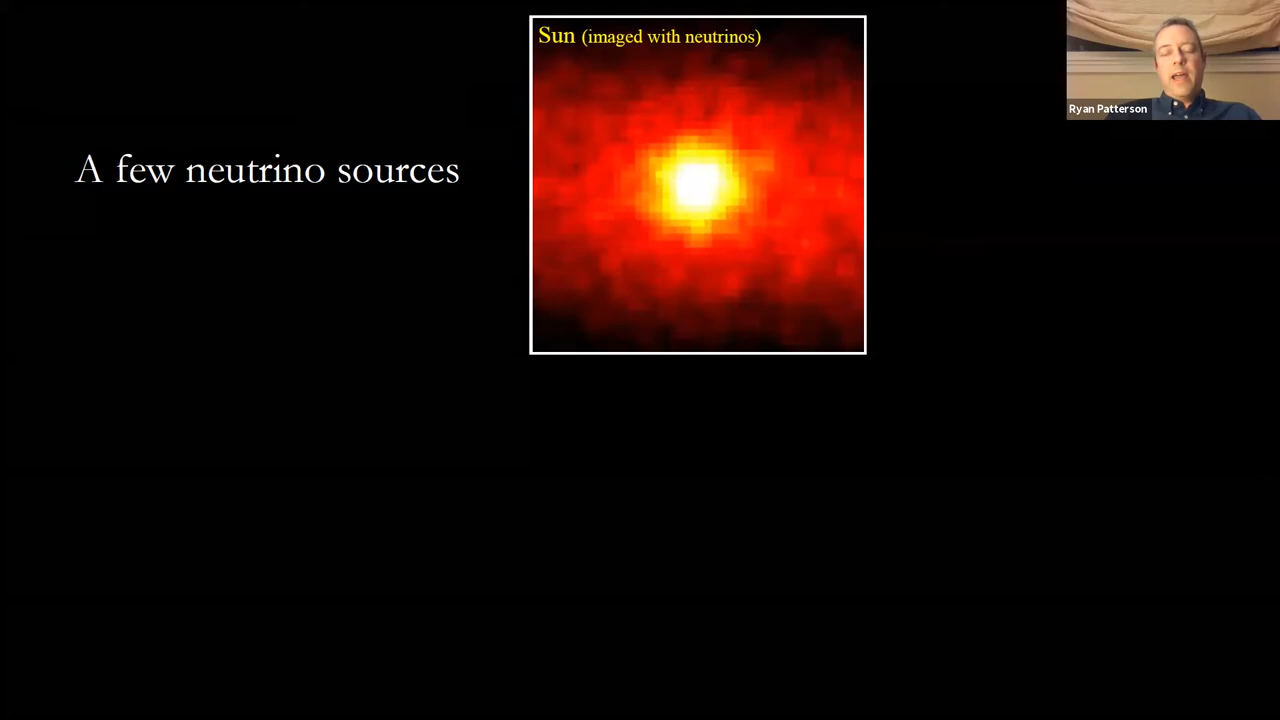 Sun (imaged with neutrinos)
A few neutrino sources
Ryan Patterson